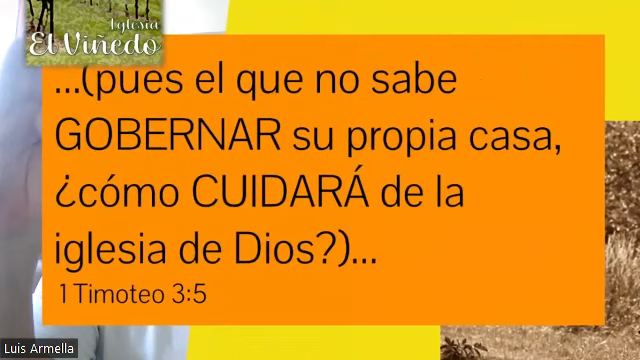 Iglesia
El Viñedo
...(pues el que no sabe
GOBERNAR su propia casa,
¿cómo CUIDARÁ de la
iglesia de Dios?)...
1 Timoteo 3:5
Luis Armella